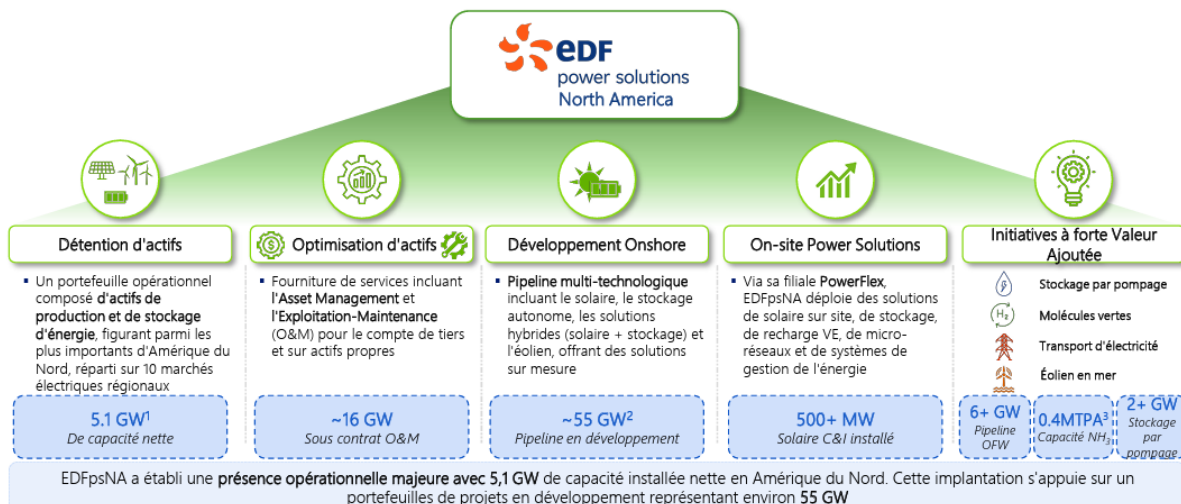 eDF
power solutions
North America
Détention d'actifs
▪ Un portefeuille opérationnel
composé d'actifs de
production et de stockage
d'énergie, figurant parmi les
plus importants d'Amérique du
Nord, réparti sur 10 marchés
électriques régionaux
5.1 GW¹
De capacité nette
Optimisation d'actifs
▪ Fourniture de services incluant
l'Asset Management et
l'Exploitation-Maintenance
(O&M) pour le compte de tiers
et sur actifs propres
~16 GW
Sous contrat O&M
Développement Onshore
▪ Pipeline multi-technologique
incluant le solaire, le stockage
autonome, les solutions
hybrides (solaire + stockage) et
l'éolien, offrant des solutions
sur mesure
~55 GW²
Pipeline en développement
On-site Power Solutions
▪ Via sa filiale PowerFlex,
EDFpsNA déploie des solutions
de solaire sur site, de stockage,
de recharge VE, de micro-
réseaux et de systèmes de
gestion de l'énergie
500+ MW
Solaire C&I installé
Initiatives à forte Valeur
Ajoutée
Stockage par pompage
H₂
Molécules vertes
Transport d'électricité
Éolien en mer
6+ GW
Pipeline
OFW
0.4MTPA³
Capacité NH₃
2+ GW
Stockage
par
pompage
EDFpsNA a établi une présence opérationnelle majeure avec 5,1 GW de capacité installée nette en Amérique du Nord. Cette implantation s'appuie sur un
portefeuilles de projets en développement représentant environ 55 GW